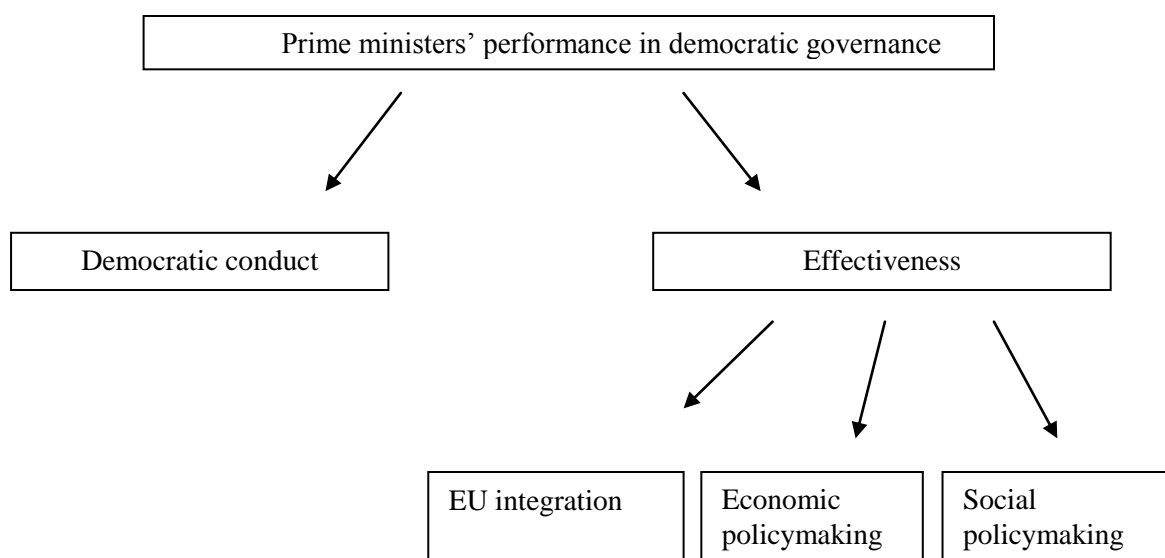 Prime ministers’ performance in democratic governance
Democratic conduct
Effectiveness
EU integration
Economic
policymaking
Social
policymaking